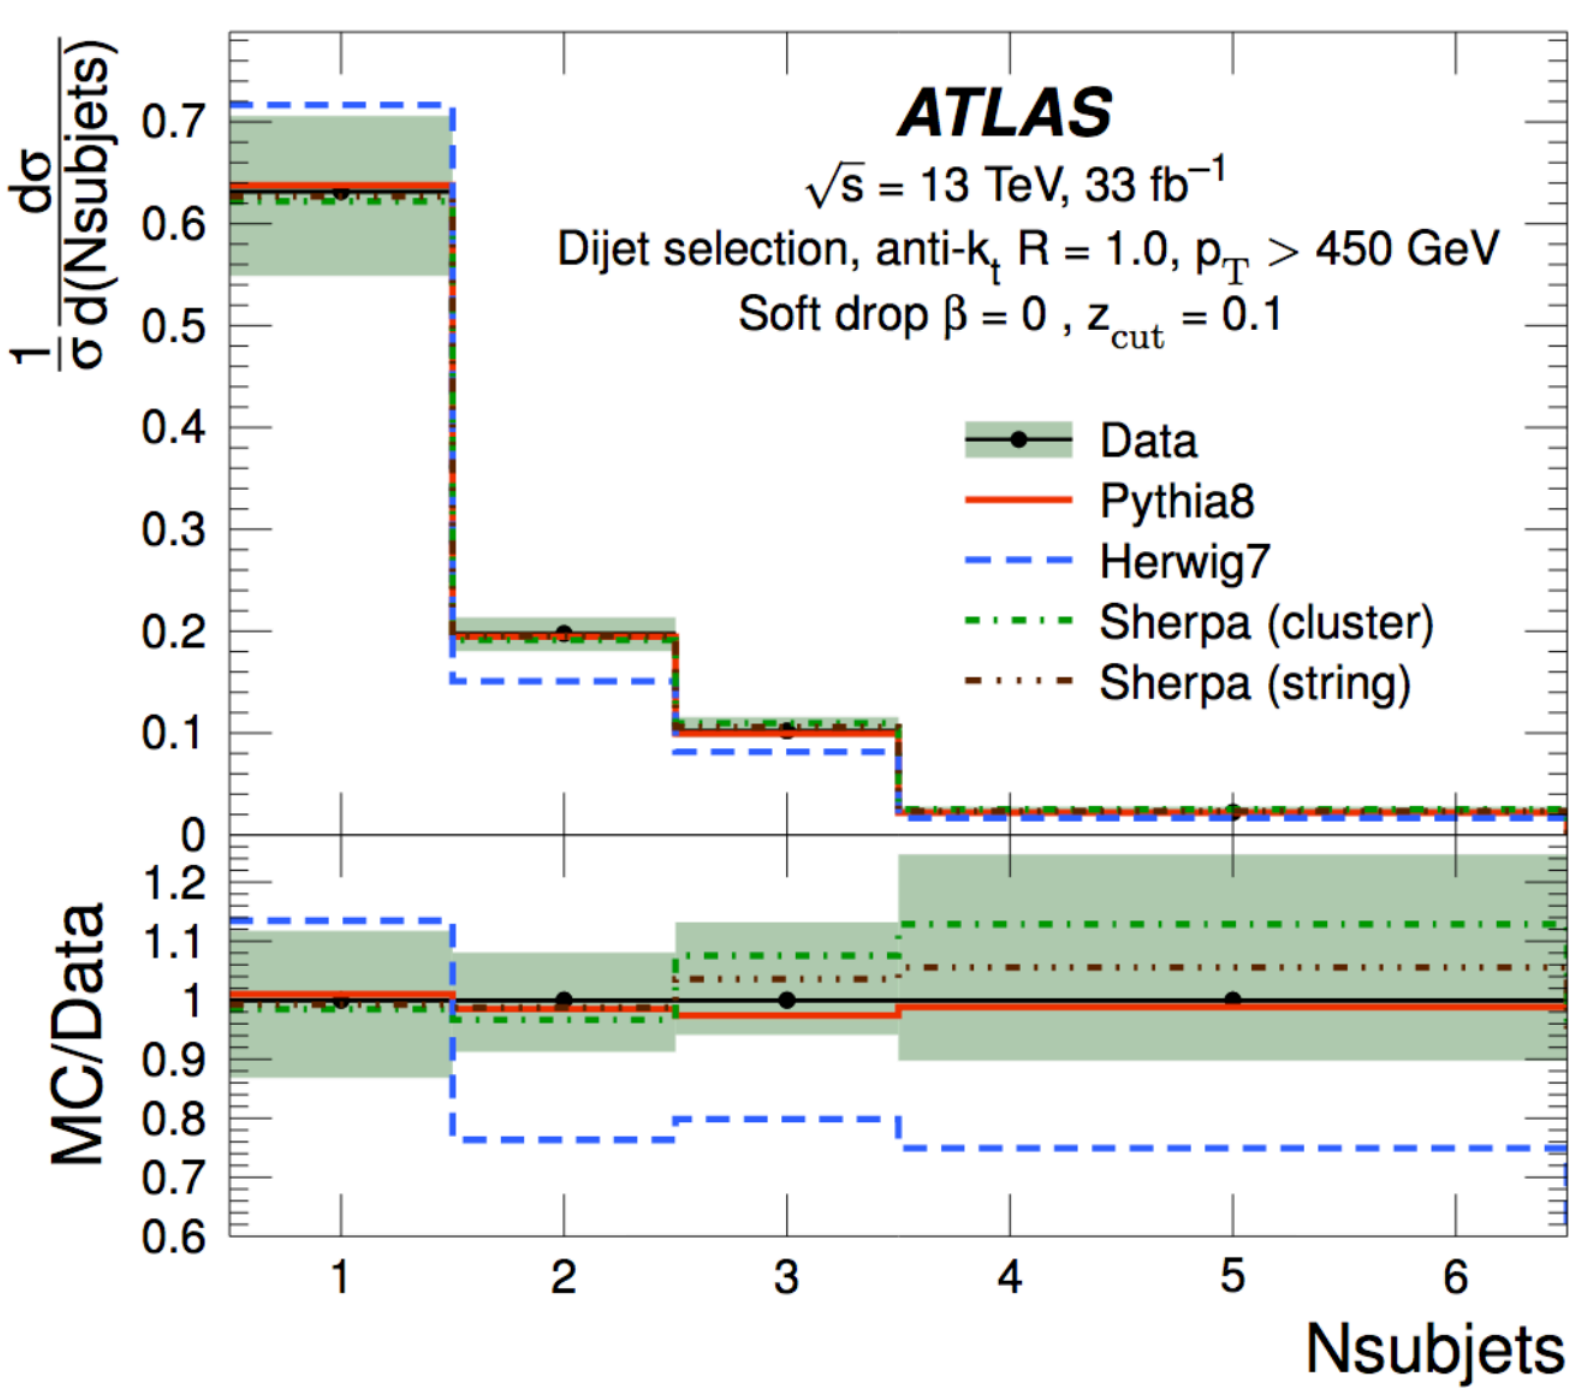 1/σ dσ/d(Nsubjets)
0.7
0.6
0.5
0.4
0.3
0.2
0.1
0
ATLAS
√s = 13 TeV, 33 fb⁻¹
Dijet selection, anti-kₜ R = 1.0, p_T > 450 GeV
Soft drop β = 0 , z_cut = 0.1
Data
Pythia8
Herwig7
Sherpa (cluster)
Sherpa (string)
MC/Data
1.2
1.1
1
0.9
0.8
0.7
0.6
1 2 3 4 5 6
Nsubjets